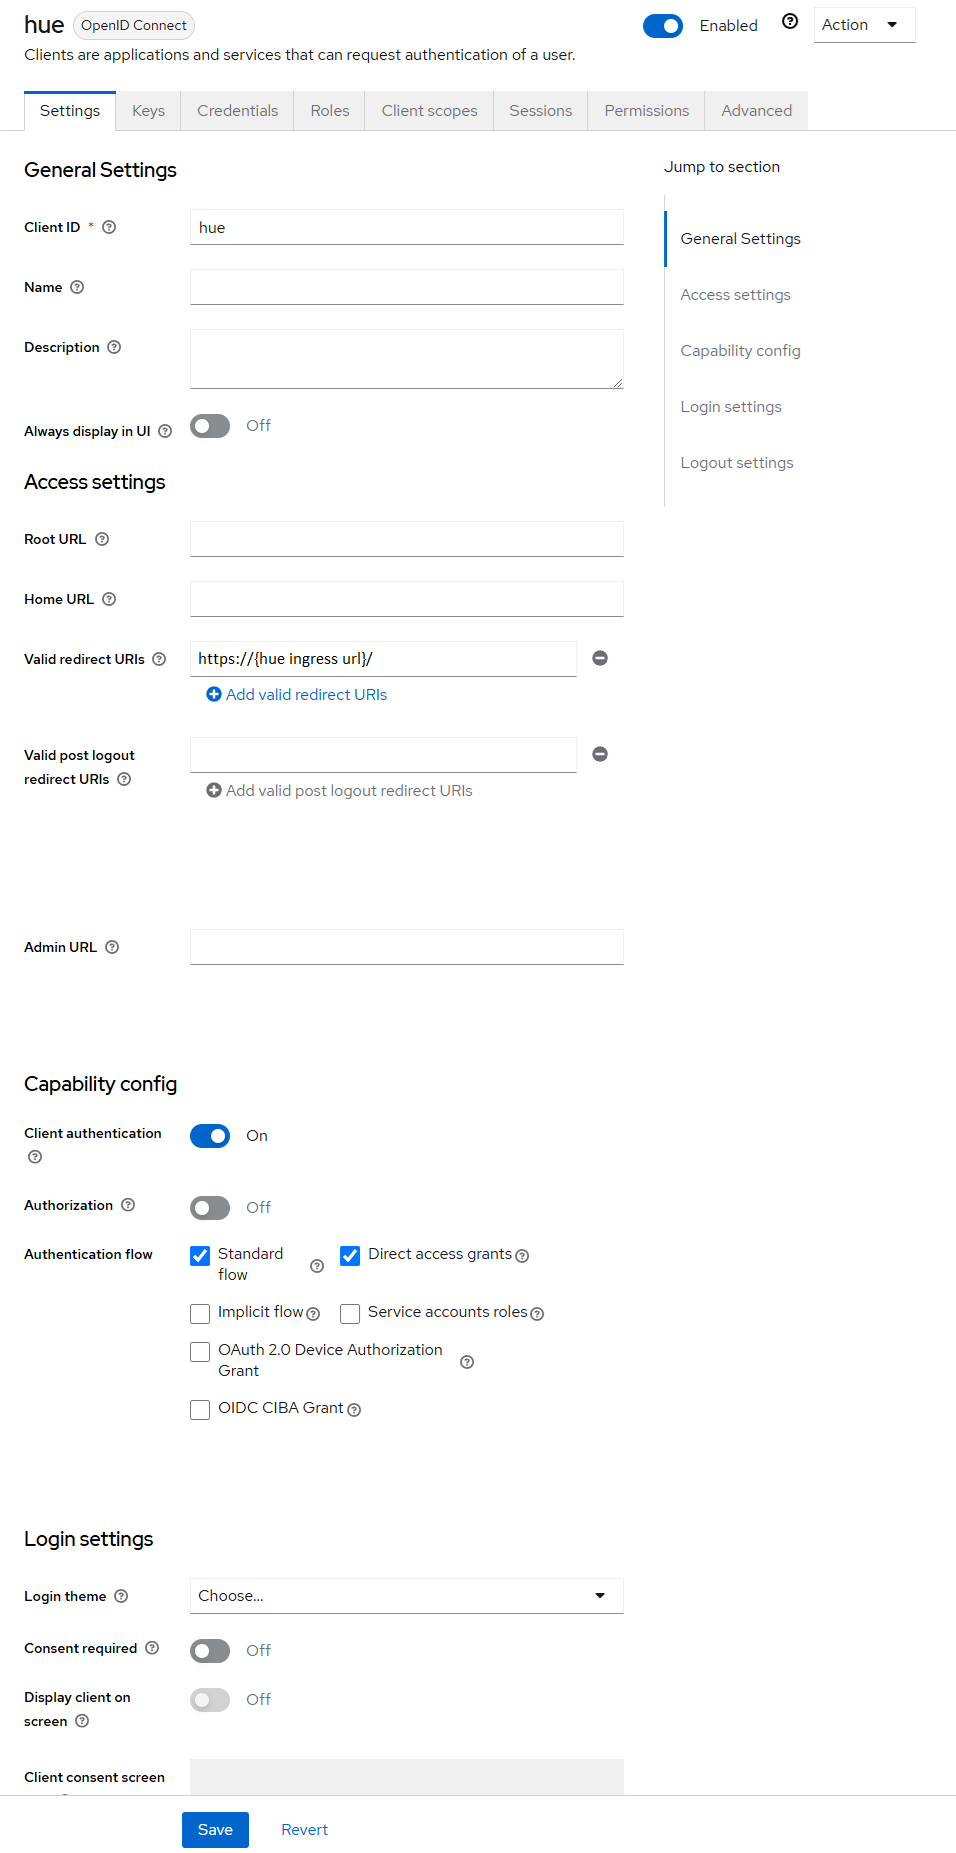 hue OpenID Connect Enabled Action
Clients are applications and services that can request authentication of a user.
Settings Keys Credentials Roles Client scopes Sessions Permissions Advanced
General Settings
Jump to section
Client ID * hue
General Settings
Name
Access settings
Description
Capability config
Always display in UI Off
Login settings
Access settings
Logout settings
Root URL
Home URL
Valid redirect URIs https://{hue ingress url}/
Add valid redirect URIs
Valid post logout
redirect URIs
Add valid post logout redirect URIs
Admin URL
Capability config
Client authentication On
Authorization Off
Authentication flow Standard
flow
Direct access grants
Implicit flow Service accounts roles
OAuth 2.0 Device Authorization
Grant
OIDC CIBA Grant
Login settings
Login theme Choose...
Consent required Off
Display client on
screen
Off
Client consent screen
Save Revert